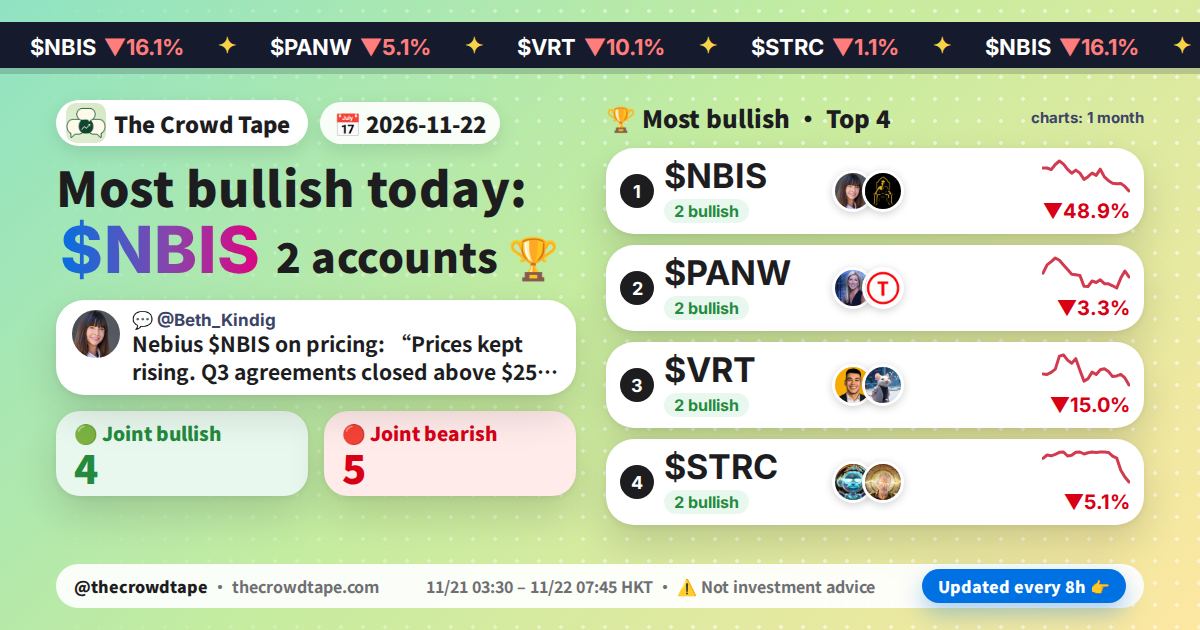 $NBIS ▼16.1% ✦ $PANW ▼5.1% ✦ $VRT ▼10.1% ✦ $STRC ▼1.1% ✦ $NBIS ▼16.1% ✦
The Crowd Tape
📅 2026-11-22
Most bullish today:
$NBIS 2 accounts 🏆
💬 @Beth_Kindig
Nebius $NBIS on pricing: “Prices kept
rising. Q3 agreements closed above $25…
🟢 Joint bullish
4
🔴 Joint bearish
5
🏆 Most bullish • Top 4
charts: 1 month
1 $NBIS
2 bullish
▼48.9%
2 $PANW
2 bullish
T
▼3.3%
3 $VRT
2 bullish
▼15.0%
4 $STRC
2 bullish
▼5.1%
@thecrowdtape • thecrowdtape.com
11/21 03:30 – 11/22 07:45 HKT • ⚠️ Not investment advice
Updated every 8h 👉